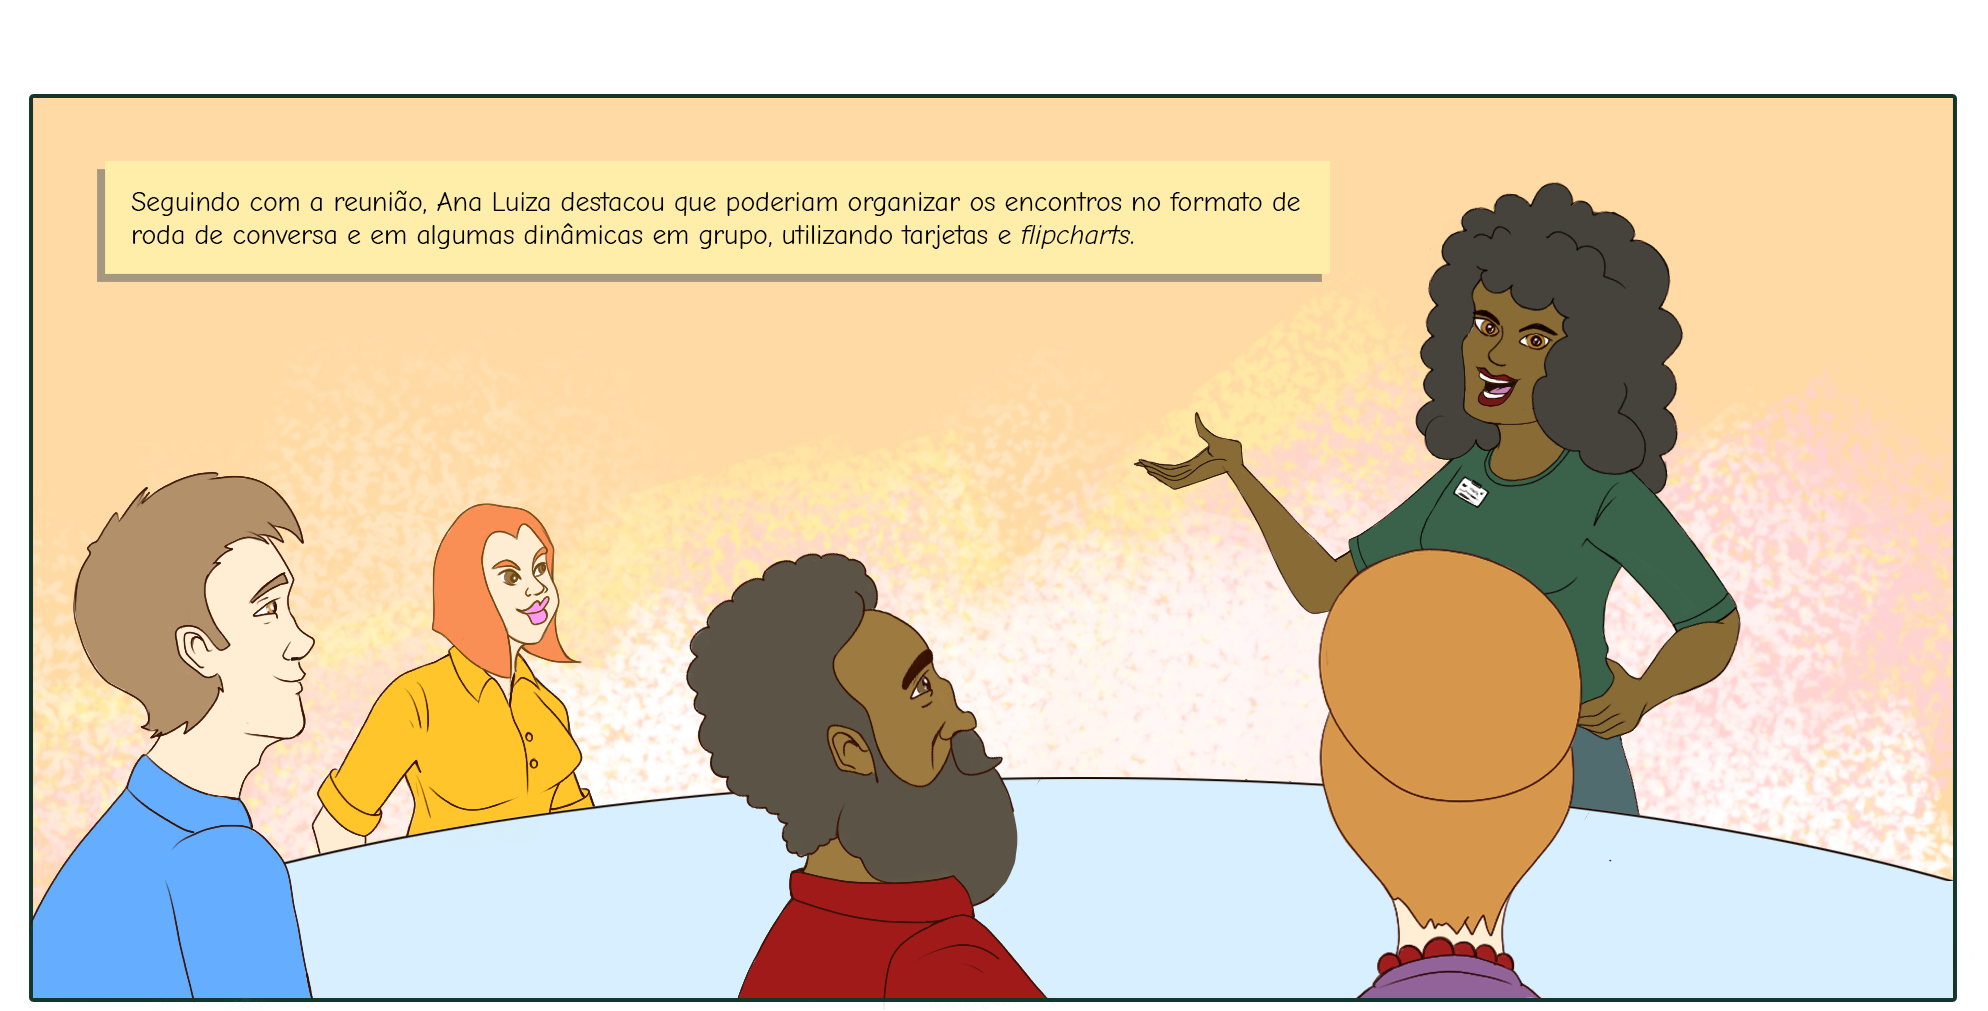 Seguindo com a reunião, Ana Luiza destacou que poderiam organizar os encontros no formato de
roda de conversa e em algumas dinâmicas em grupo, utilizando tarjetas e flipcharts.